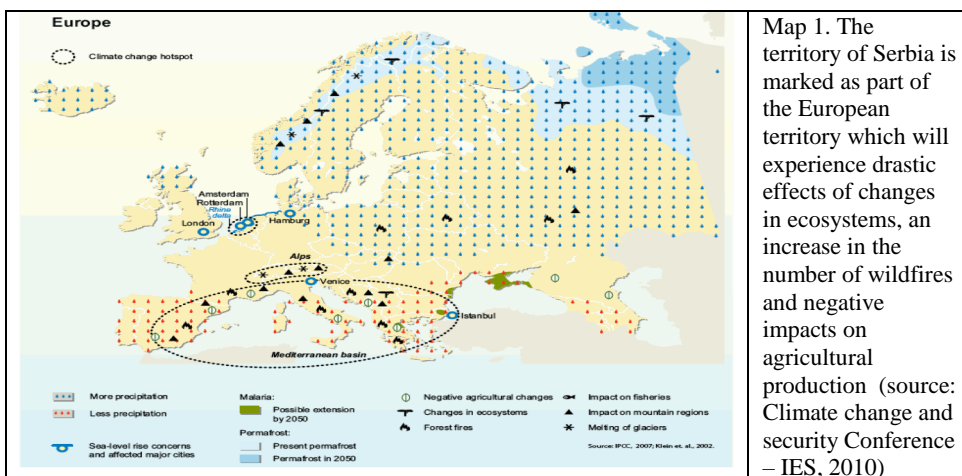 Europe
Climate change hotspot
Amsterdam
Rotterdam
Rhine
delta
London
Hamburg
Alps
Venice
Istanbul
Mediterranean basin
More precipitation
Less precipitation
Sea-level rise concerns
and affected major cities
Malaria:
Possible extension
by 2050
Permafrost:
Present permafrost
Permafrost in 2050
Negative agricultural changes
Changes in ecosystems
Forest fires
Impact on fisheries
Impact on mountain regions
Melting of glaciers
Source: IPCC, 2007; Klein et. al., 2002.
Map 1. The
territory of Serbia is
marked as part of
the European
territory which will
experience drastic
effects of changes
in ecosystems, an
increase in the
number of wildfires
and negative
impacts on
agricultural
production (source:
Climate change and
security Conference
– IES, 2010)